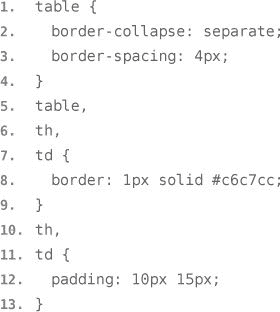 1. table {
2.   border-collapse: separate;
3.   border-spacing: 4px;
4. }
5. table,
6. th,
7. td {
8.   border: 1px solid #c6c7cc;
9. }
10. th,
11. td {
12.   padding: 10px 15px;
13. }